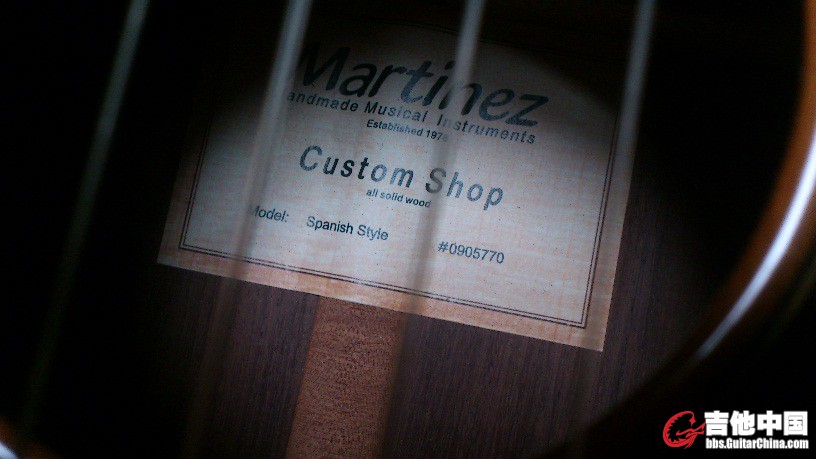 Martinez
andmade Musical Instruments
Established 1978
Custom Shop
all solid wood
Model: Spanish Style #0905770
吉他中国
bbs.GuitarChina.com